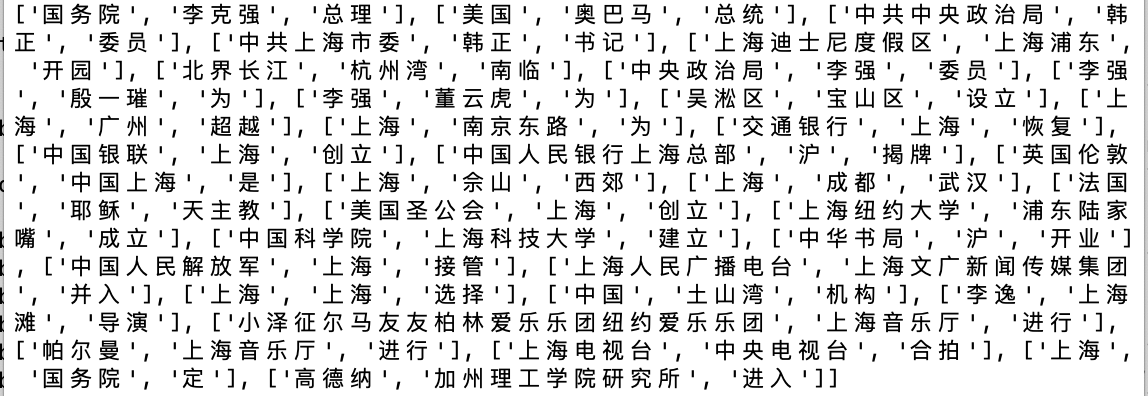 ['国务院', '李克强', '总理'], ['美国', '奥巴马', '总统'], ['中共中央政治局', '韩
正', '委员'], ['中共上海市委', '韩正', '书记'], ['上海迪士尼度假区', '上海浦东',
'开园'], ['北界长江', '杭州湾', '南临'], ['中央政治局', '李强', '委员'], ['李强
', '殷一璀', '为'], ['李强', '董云虎', '为'], ['吴淞区', '宝山区', '设立'], ['上
海', '广州', '超越'], ['上海', '南京东路', '为'], ['交通银行', '上海', '恢复'],
['中国银联', '上海', '创立'], ['中国人民银行上海总部', '沪', '揭牌'], ['英国伦敦
', '中国上海', '是'], ['上海', '佘山', '西郊'], ['上海', '成都', '武汉'], ['法国
', '耶稣', '天主教'], ['美国圣公会', '上海', '创立'], ['上海纽约大学', '浦东陆家
嘴', '成立'], ['中国科学院', '上海科技大学', '建立'], ['中华书局', '沪', '开业']
, ['中国人民解放军', '上海', '接管'], ['上海人民广播电台', '上海文广新闻传媒集团
', '并入'], ['上海', '上海', '选择'], ['中国', '土山湾', '机构'], ['李逸', '上海
滩', '导演'], ['小泽征尔马友友柏林爱乐乐团纽约爱乐乐团', '上海音乐厅', '进行'],
['帕尔曼', '上海音乐厅', '进行'], ['上海电视台', '中央电视台', '合拍'], ['上海',
'国务院', '定'], ['高德纳', '加州理工学院研究所', '进入']]